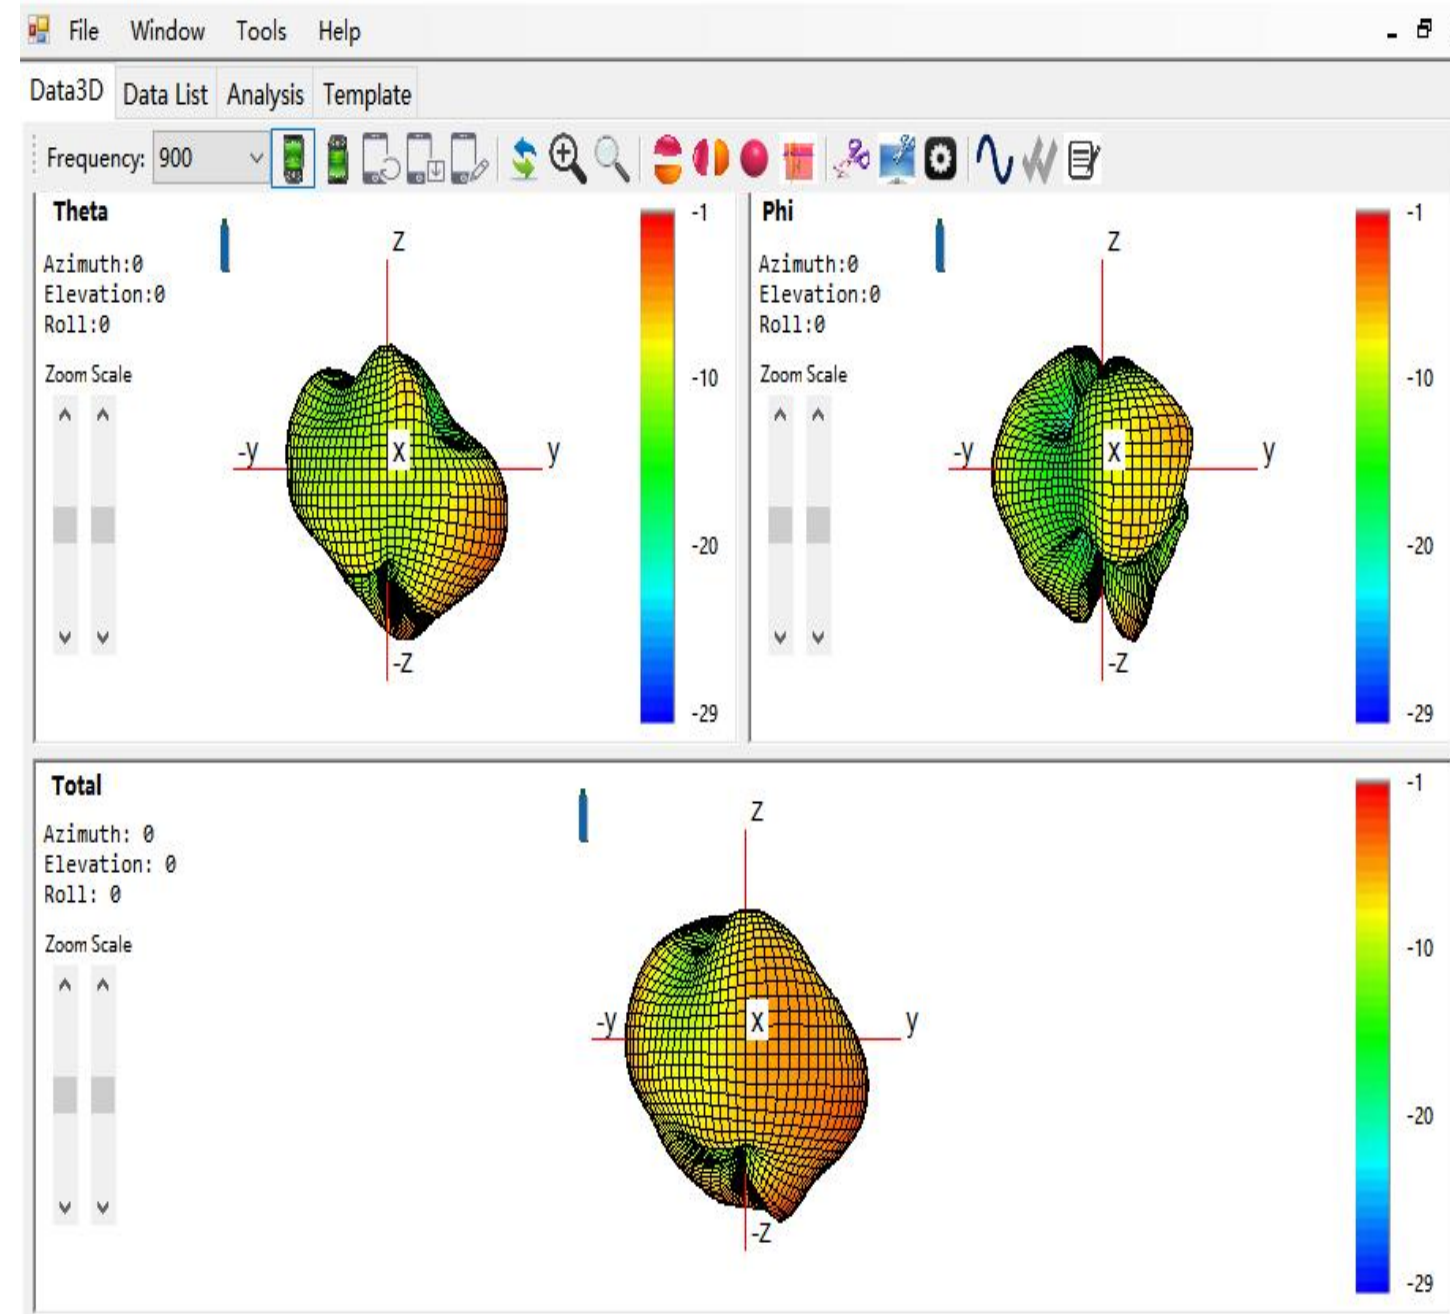 File Window Tools Help
Data3D Data List Analysis Template
Frequency: 900
Theta
Azimuth:0
Elevation:0
Roll:0
Zoom Scale
z
-y
x
y
-z
-1
-10
-20
-29
Phi
Azimuth:0
Elevation:0
Roll:0
Zoom Scale
z
-y
x
y
-z
-1
-10
-20
-29
Total
Azimuth: 0
Elevation: 0
Roll: 0
Zoom Scale
z
-y
x
y
-z
-1
-10
-20
-29